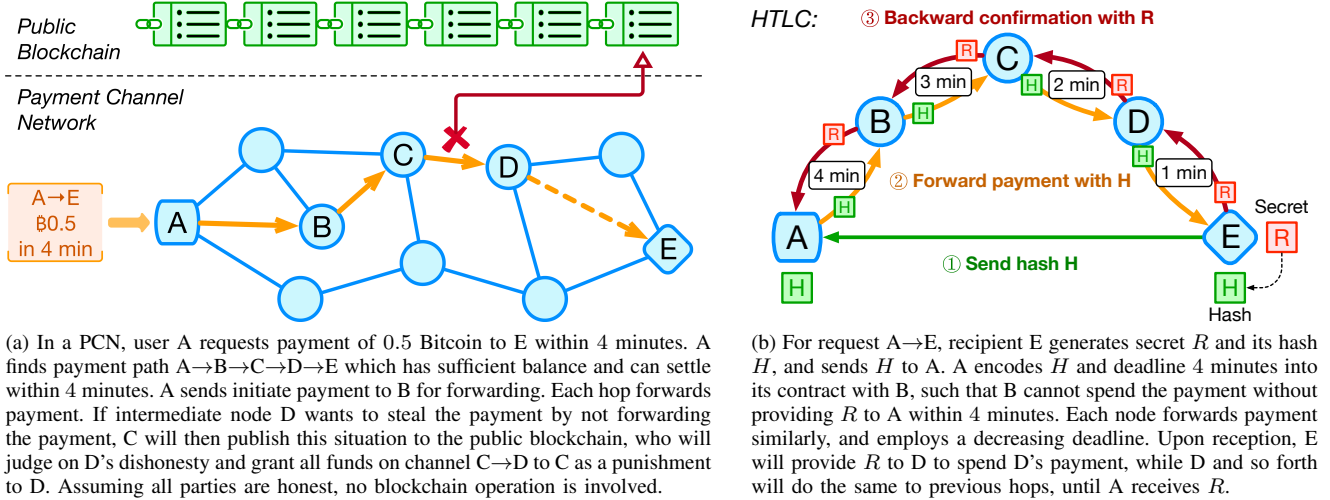 Public
Blockchain
Payment Channel
Network
A→E
₿0.5
in 4 min
A
B
C
D
E
(a) In a PCN, user A requests payment of 0.5 Bitcoin to E within 4 minutes. A
finds payment path A→B→C→D→E which has sufficient balance and can settle
within 4 minutes. A sends initiate payment to B for forwarding. Each hop forwards
payment. If intermediate node D wants to steal the payment by not forwarding
the payment, C will then publish this situation to the public blockchain, who will
judge on D's dishonesty and grant all funds on channel C→D to C as a punishment
to D. Assuming all parties are honest, no blockchain operation is involved.
HTLC:
③ Backward confirmation with R
C
R
3 min
H
H
2 min
R
B
D
R
H
4 min
② Forward payment with H
1 min
H
R
A
E
Secret
R
① Send hash H
H
H
Hash
(b) For request A→E, recipient E generates secret R and its hash
H, and sends H to A. A encodes H and deadline 4 minutes into
its contract with B, such that B cannot spend the payment without
providing R to A within 4 minutes. Each node forwards payment
similarly, and employs a decreasing deadline. Upon reception, E
will provide R to D to spend D's payment, while D and so forth
will do the same to previous hops, until A receives R.